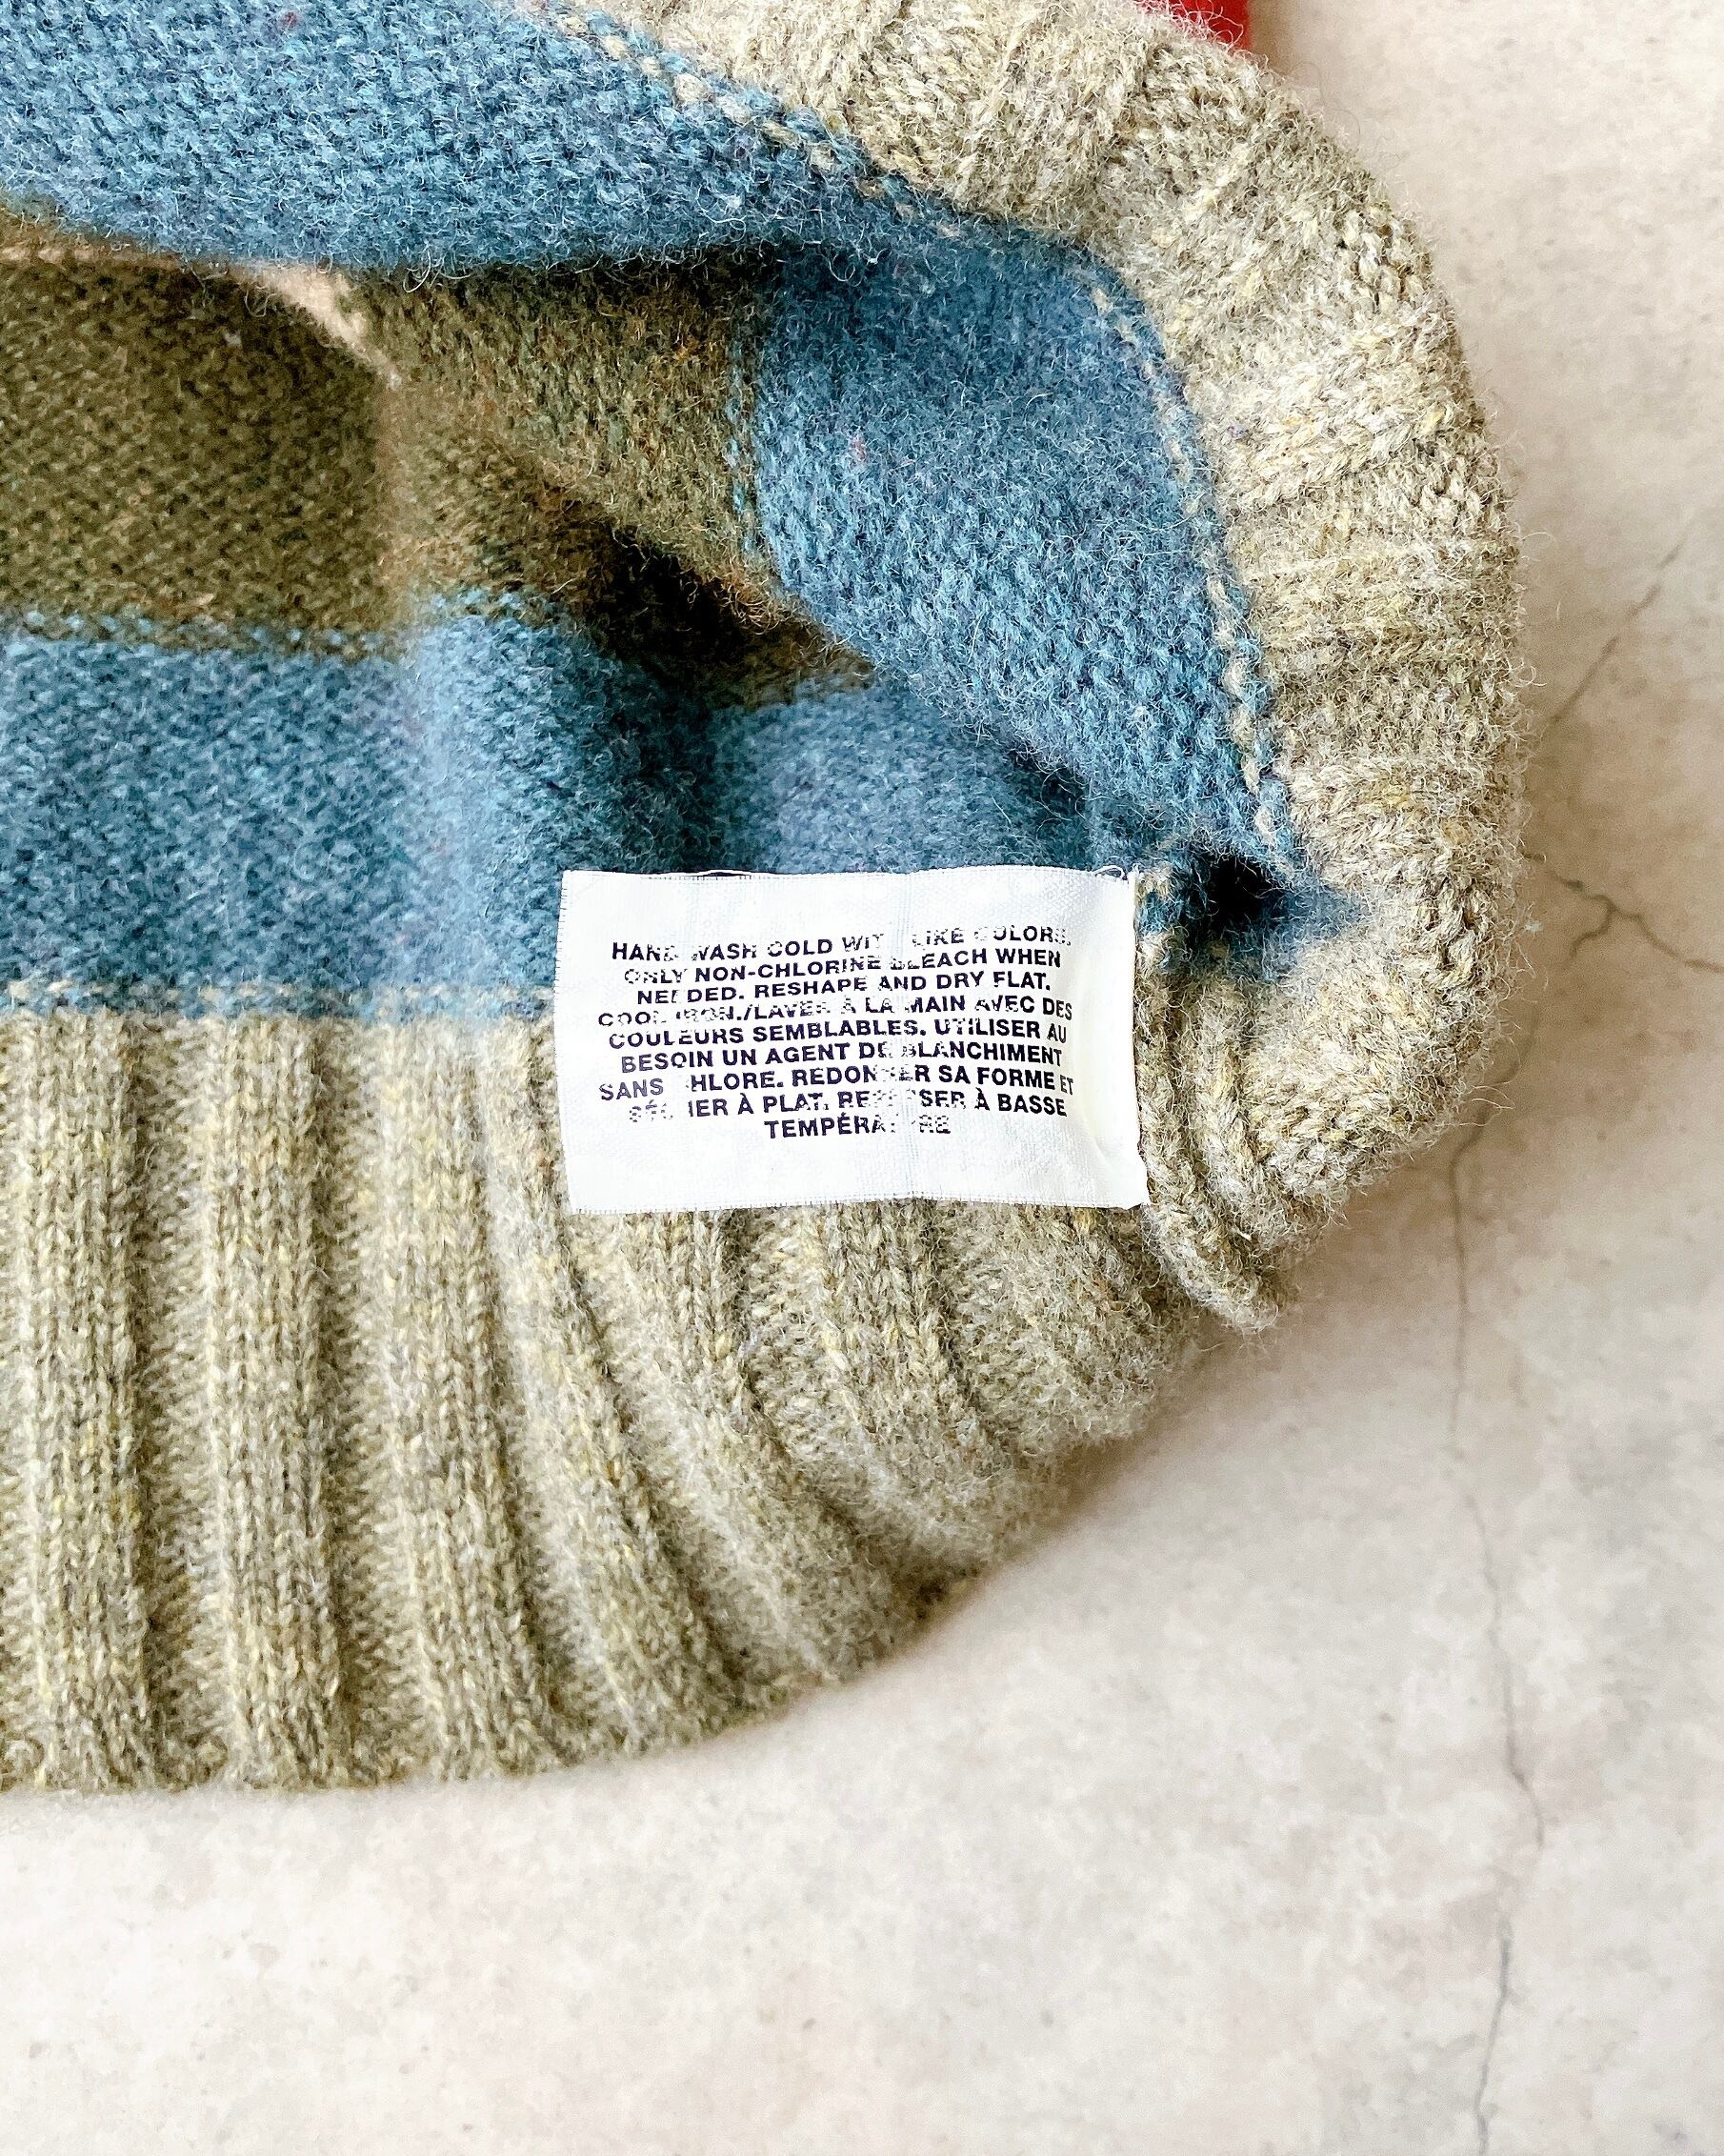 HAND WASH COLD WITH LIKE COLORS.
ONLY NON-CHLORINE BLEACH WHEN
NEEDED. RESHAPE AND DRY FLAT.
COOL IRON./LAVER À LA MAIN AVEC DES
COULEURS SEMBLABLES. UTILISER AU
BESOIN UN AGENT DE BLANCHIMENT
SANS CHLORE. REDONNER SA FORME ET
SÉCHER À PLAT. REPASSER À BASSE
TEMPÉRATURE